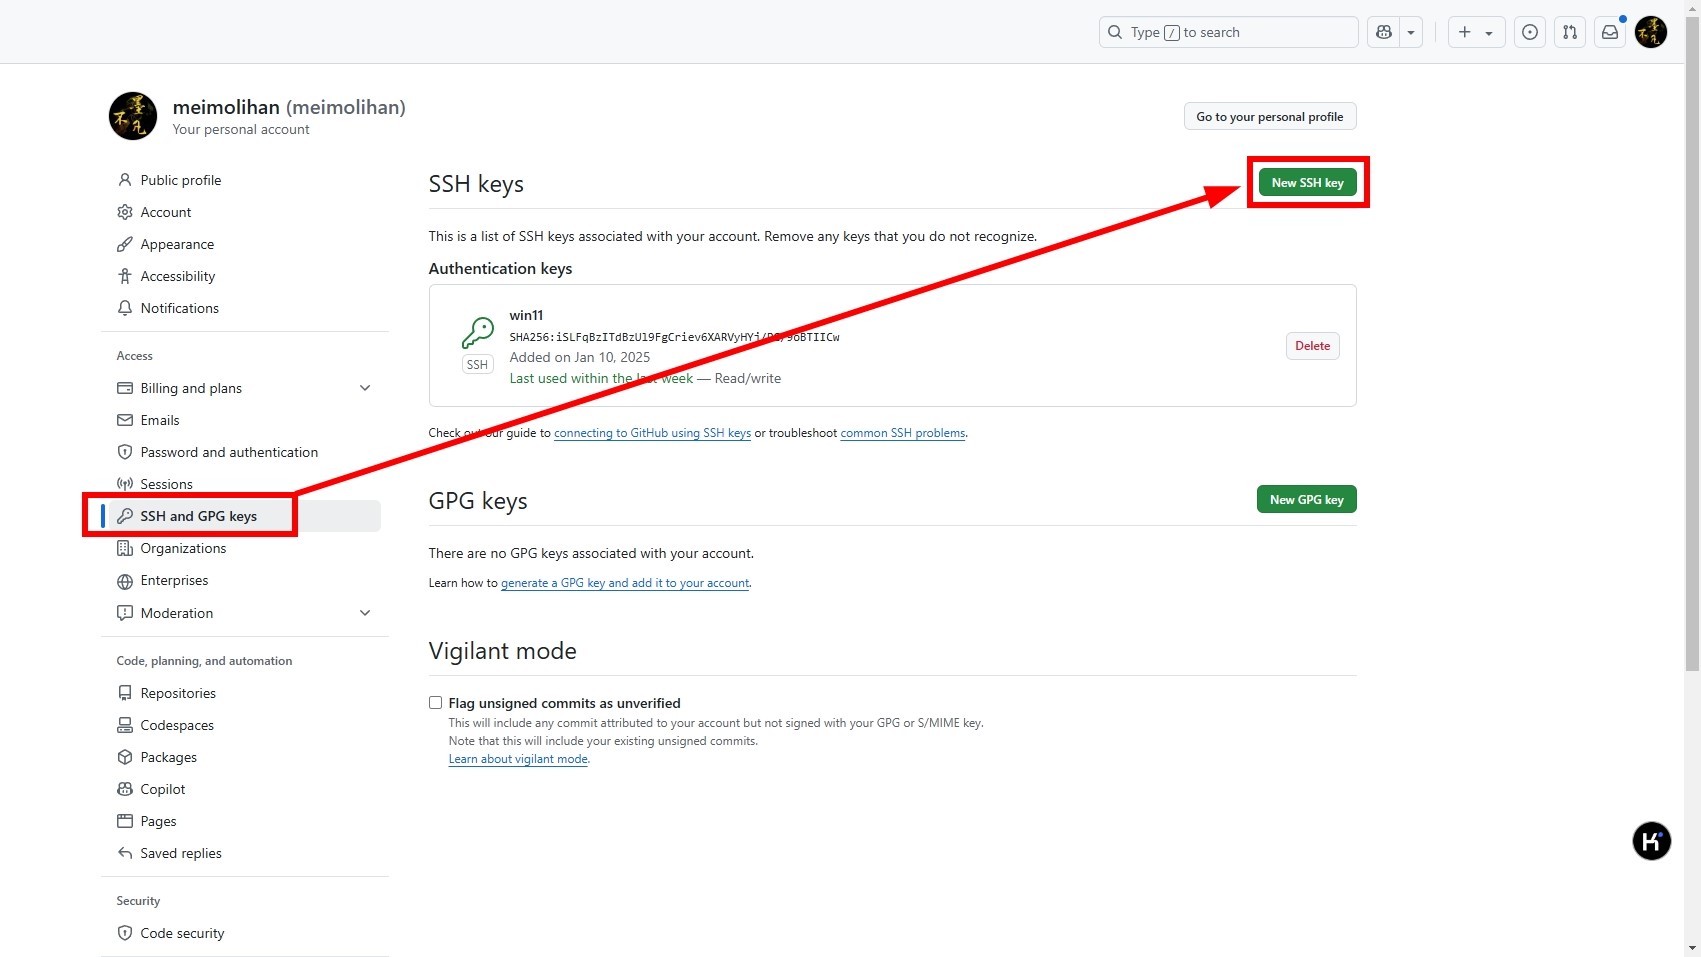 Type / to search
meimolihan (meimolihan)
Your personal account
Go to your personal profile
Public profile
Account
Appearance
Accessibility
Notifications
Access
Billing and plans
Emails
Password and authentication
Sessions
SSH and GPG keys
Organizations
Enterprises
Moderation
Code, planning, and automation
Repositories
Codespaces
Packages
Copilot
Pages
Saved replies
Security
Code security
SSH keys
New SSH key
This is a list of SSH keys associated with your account. Remove any keys that you do not recognize.
Authentication keys
win11
SSH
Added on Jan 10, 2025
Last used within the last week — Read/write
Delete
Check out our guide to connecting to GitHub using SSH keys or troubleshoot common SSH problems.
GPG keys
New GPG key
There are no GPG keys associated with your account.
Learn how to generate a GPG key and add it to your account.
Vigilant mode
Flag unsigned commits as unverified
This will include any commit attributed to your account but not signed with your GPG or S/MIME key.
Note that this will include your existing unsigned commits.
Learn about vigilant mode.
K